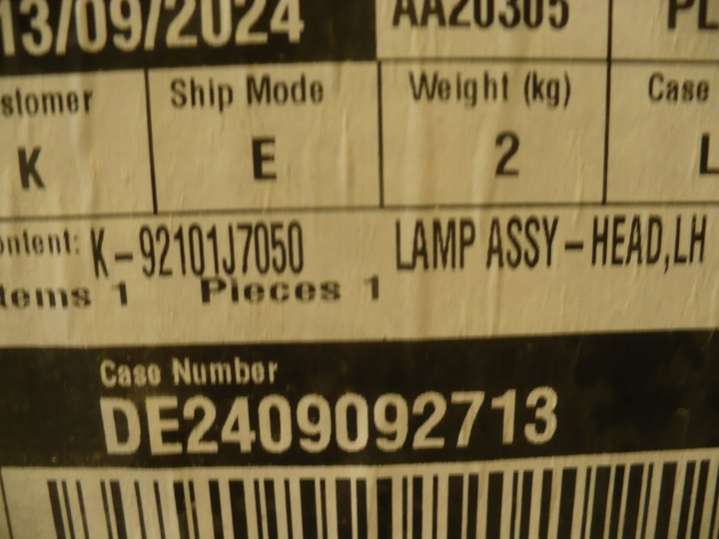 13/09/2024 AA20305 PL
stomer Ship Mode Weight (kg) Case
K E 2 L
ontent: K-92101J7050 LAMP ASSY-HEAD,LH
tems 1 Pieces 1
Case Number
DE2409092713